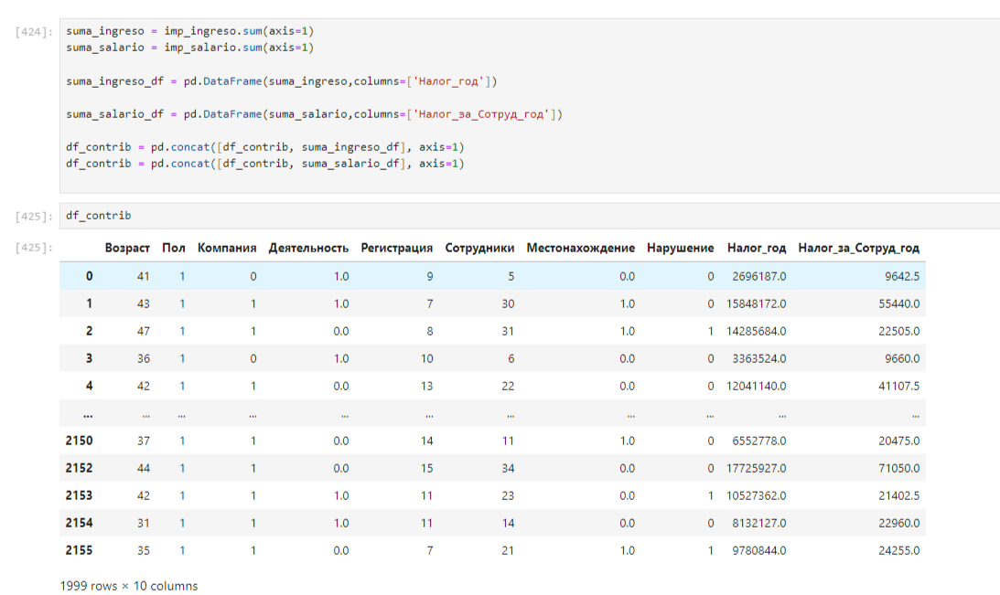 [424]: suma_ingreso = imp_ingreso.sum(axis=1)
suma_salario = imp_salario.sum(axis=1)
suma_ingreso_df = pd.DataFrame(suma_ingreso,columns=['Налог_год'])
suma_salario_df = pd.DataFrame(suma_salario,columns=['Налог_за_Сотруд_год'])
df_contrib = pd.concat([df_contrib, suma_ingreso_df], axis=1)
df_contrib = pd.concat([df_contrib, suma_salario_df], axis=1)
[425]: df_contrib
[425]: Возраст Пол Компания Деятельность Регистрация Сотрудники Местонахождение Нарушение Налог_год Налог_за_Сотруд_год
0 41 1 0 1.0 9 5 0.0 0 2696187.0 9642.5
1 43 1 1 1.0 7 30 1.0 0 15848172.0 55440.0
2 47 1 1 0.0 8 31 1.0 1 14285684.0 22505.0
3 36 1 0 1.0 10 6 0.0 0 3363524.0 9660.0
4 42 1 1 0.0 13 22 0.0 0 12041140.0 41107.5
... ... ... ... ... ... ... ... ... ... ...
2150 37 1 1 0.0 14 11 1.0 0 6552778.0 20475.0
2152 44 1 1 0.0 15 34 0.0 0 17725927.0 71050.0
2153 42 1 1 1.0 11 23 0.0 1 10527362.0 21402.5
2154 31 1 1 1.0 11 14 0.0 0 8132127.0 22960.0
2155 35 1 1 0.0 7 21 1.0 1 9780844.0 24255.0
1999 rows × 10 columns